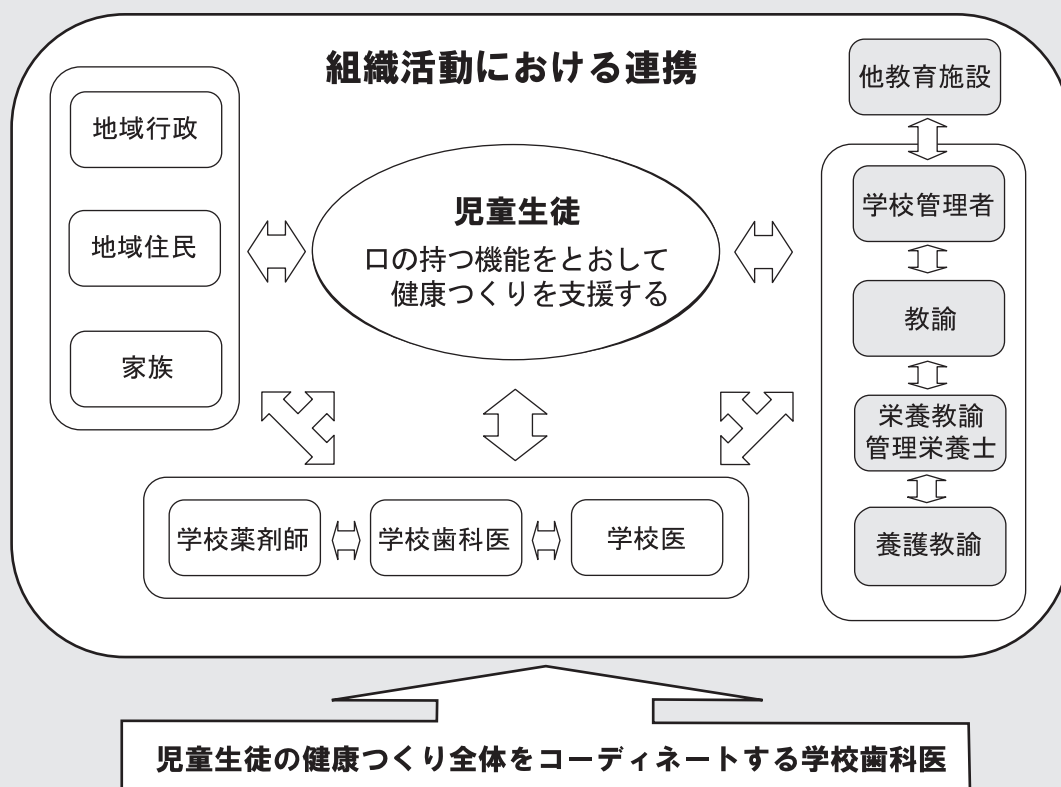 組織活動における連携
地域行政
地域住民
家族
児童生徒
口の持つ機能をとおして
健康つくりを支援する
他教育施設
学校管理者
教諭
栄養教諭
管理栄養士
養護教諭
学校薬剤師
学校歯科医
学校医
児童生徒の健康つくり全体をコーディネートする学校歯科医